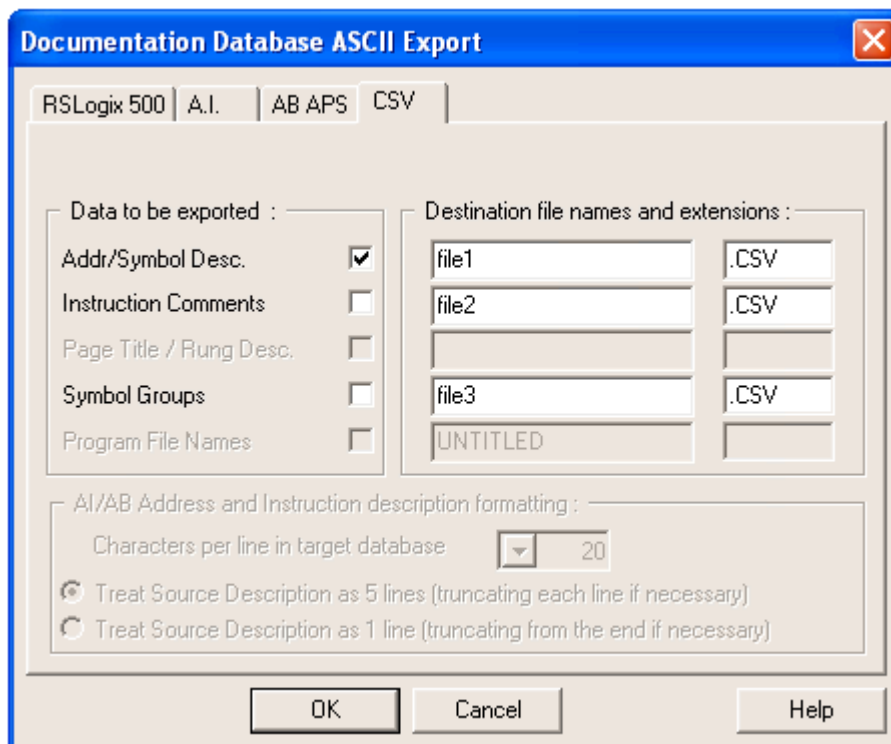 Documentation Database ASCII Export
RSLogix 500 A.I. AB APS CSV
Data to be exported : Destination file names and extensions :
Addr/Symbol Desc. file1 .CSV
Instruction Comments file2 .CSV
Page Title / Rung Desc.
Symbol Groups file3 .CSV
Program File Names UNTITLED
AI/AB Address and Instruction description formatting :
Characters per line in target database 20
Treat Source Description as 5 lines (truncating each line if necessary)
Treat Source Description as 1 line (truncating from the end if necessary)
OK Cancel Help